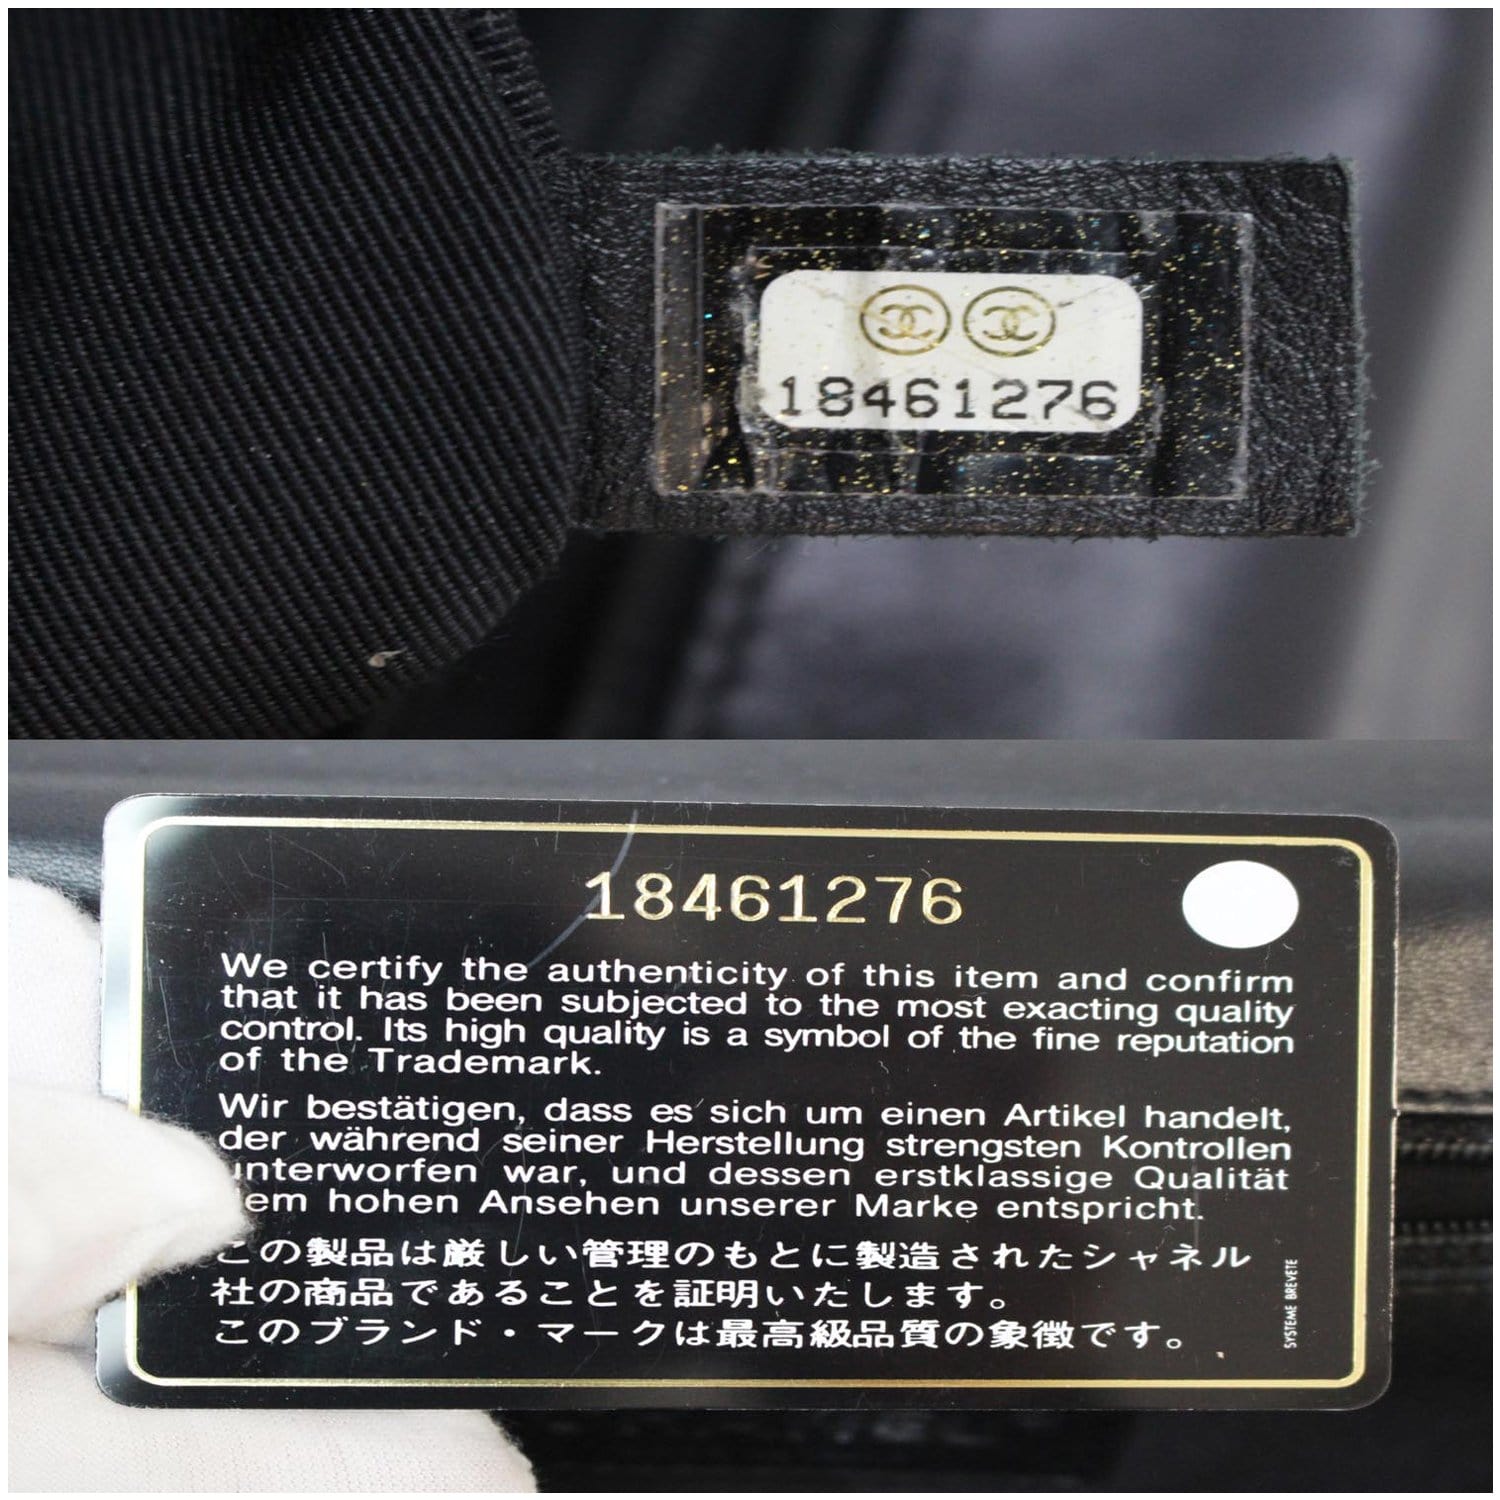 18461276
18461276
We certify the authenticity of this item and confirm
that it has been subjected to the most exacting quality
control. Its high quality is a symbol of the fine reputation
of the Trademark.
Wir bestätigen, dass es sich um einen Artikel handelt,
der während seiner Herstellung strengsten Kontrollen
unterworfen war, und dessen erstklassige Qualität
dem hohen Ansehen unserer Marke entspricht.
この製品は厳しい管理のもとに製造されたシャネル
社の商品であることを証明いたします。
このブランド・マークは最高級品質の象徴です。
SYSTEME BREVETE